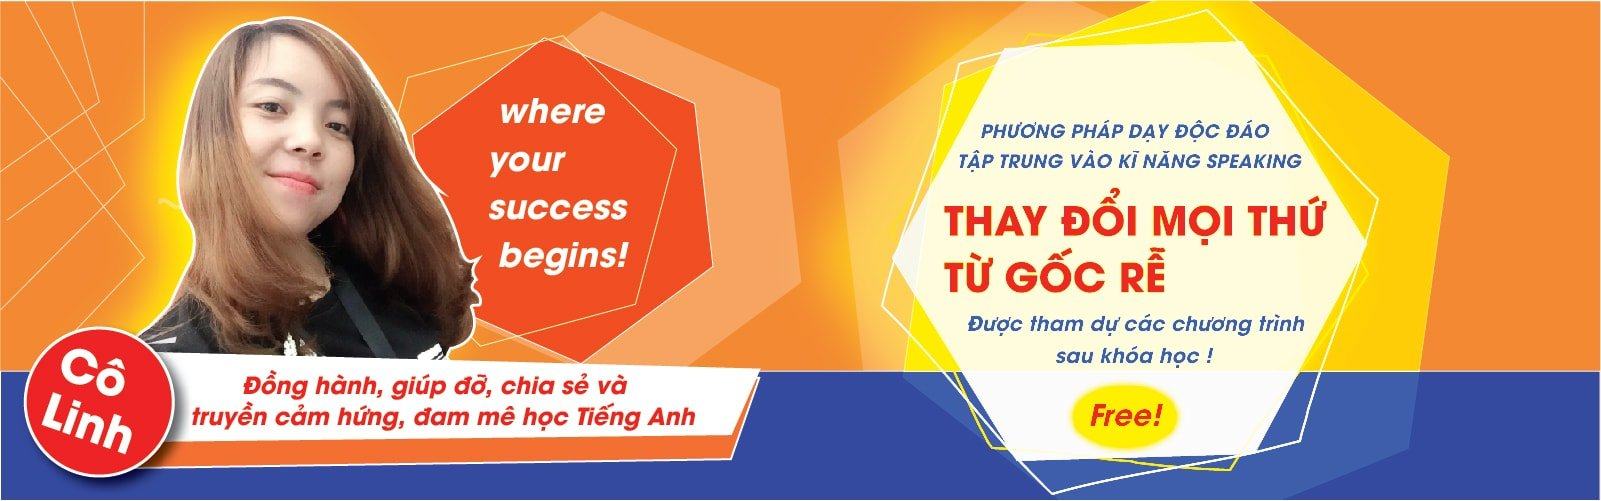 where
your
success
begins!
Cô
Linh
Đồng hành, giúp đỡ, chia sẻ và
truyền cảm hứng, đam mê học Tiếng Anh
PHƯƠNG PHÁP DẠY ĐỘC ĐÁO
TẬP TRUNG VÀO KĨ NĂNG SPEAKING
THAY ĐỔI MỌI THỨ
TỪ GỐC RỄ
Được tham dự các chương trình
sau khóa học !
Free!